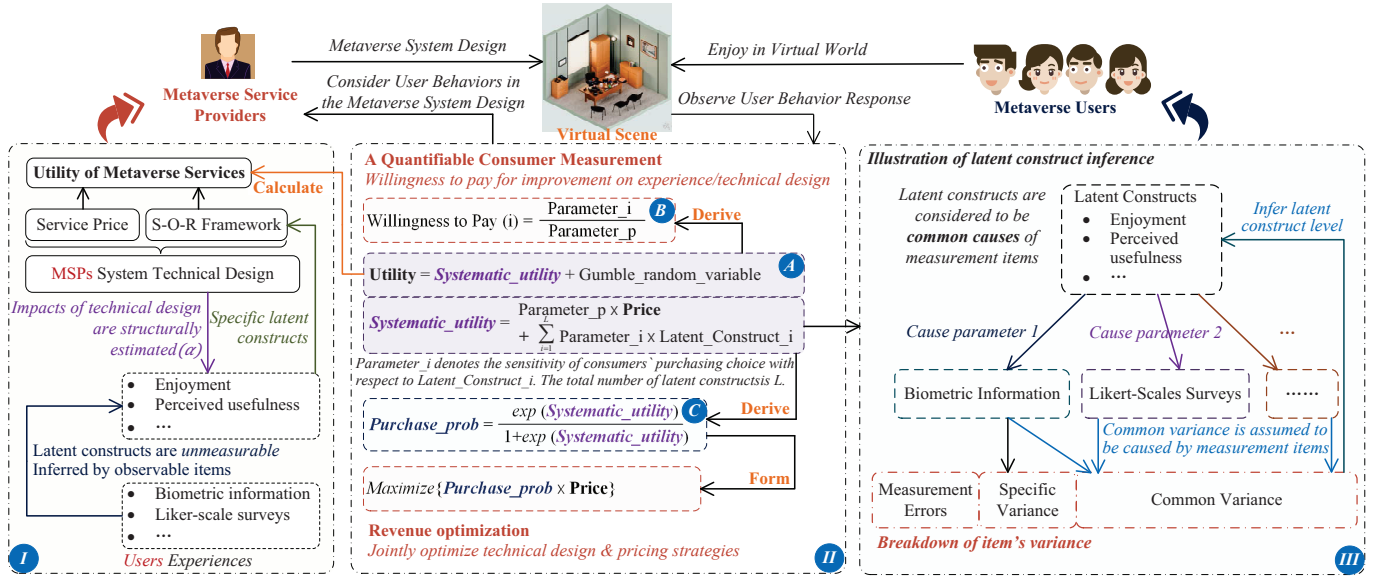 Metaverse System Design
Consider User Behaviors in
the Metaverse System Design
Metaverse Service
Providers
Virtual Scene
Enjoy in Virtual World
Observe User Behavior Response
Metaverse Users
Utility of Metaverse Services
Calculate
Service Price
S-O-R Framework
MSPs System Technical Design
Impacts of technical design
are structurally
estimated(α)
Specific latent
constructs
• Enjoyment
• Perceived usefulness
• ...
Latent constructs are unmeasurable
Inferred by observable items
• Biometric information
• Liker-scale surveys
• ...
Users Experiences
I
A Quantifiable Consumer Measurement
Willingness to pay for improvement on experience/technical design
Willingness to Pay (i) = Parameter_i / Parameter_p
B
Derive
A
Utility = Systematic_utility + Gumble_random_variable
Systematic_utility = Parameter_p x Price
+ ∑ L i=1 Parameter_i x Latent_Construct_i
Parameter_i denotes the sensitivity of consumers` purchasing choice with
respect to Latent_Construct_i. The total number of latent constructsis L.
Purchase_prob = exp (Systematic_utility) / 1+exp (Systematic_utility)
C
Derive
Maximize{Purchase_prob x Price}
Form
Revenue optimization
Jointly optimize technical design & pricing strategies
II
Illustration of latent construct inference
Latent constructs are
considered to be
common causes of
measurement items
Latent Constructs
• Enjoyment
• Perceived
usefulness
• ...
Infer latent
construct level
Cause parameter 1
Cause parameter 2
...
Biometric Information
Likert-Scales Surveys
......
Common variance is assumed to
be caused by measurement items
Measurement
Errors
Specific
Variance
Common Variance
Breakdown of item's variance
III